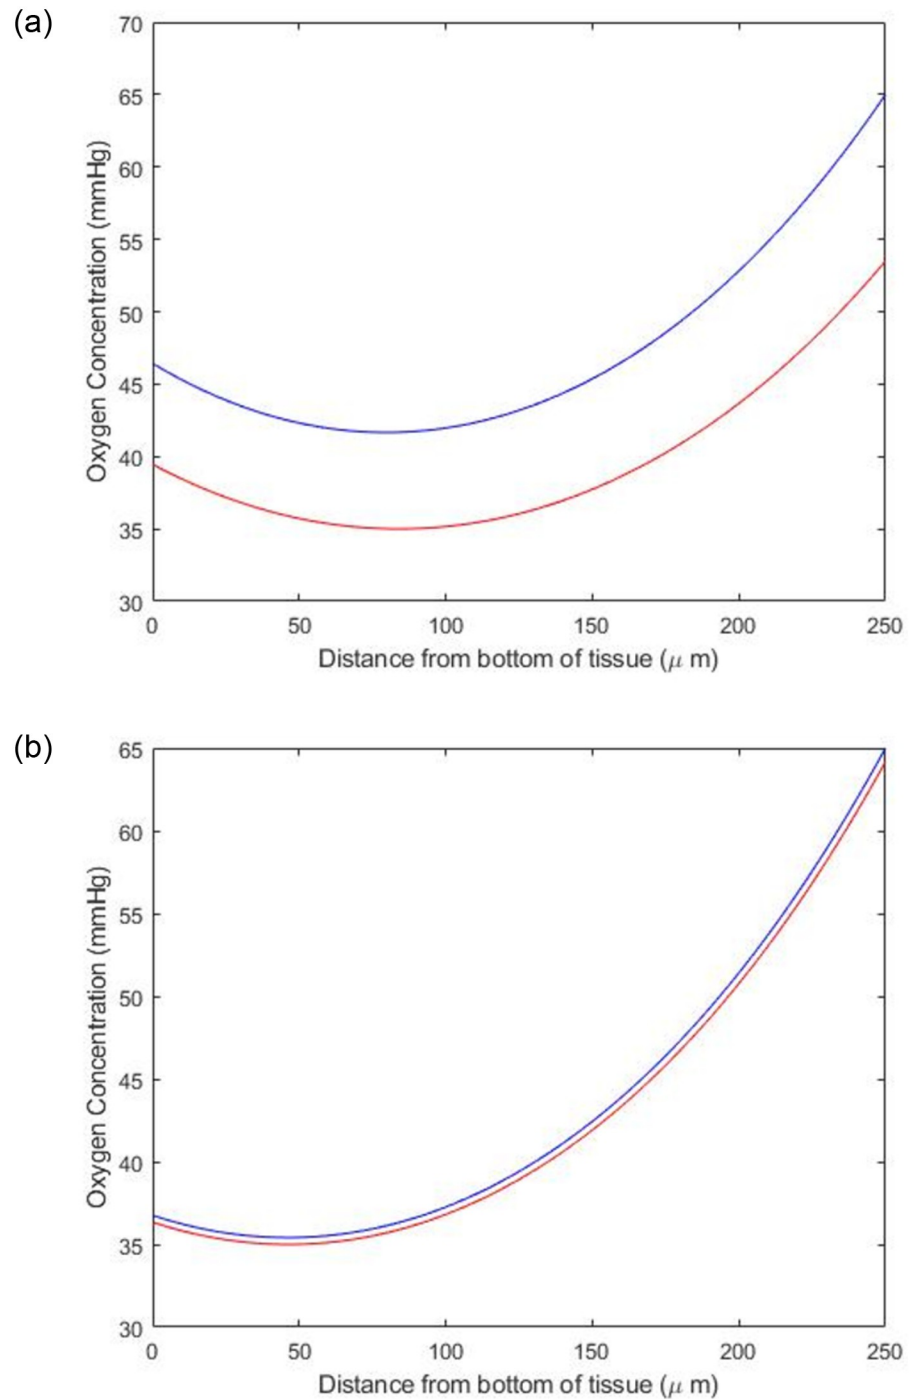 (a)
70
65
60
55
50
45
40
35
30
Oxygen Concentration (mmHg)
0 50 100 150 200 250
Distance from bottom of tissue (μ m)
(b)
65
60
55
50
45
40
35
30
Oxygen Concentration (mmHg)
0 50 100 150 200 250
Distance from bottom of tissue (μ m)